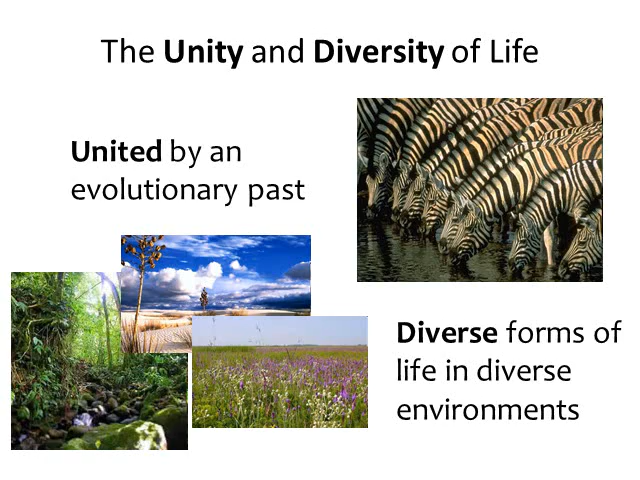 The Unity and Diversity of Life
United by an
evolutionary past
Diverse forms of
life in diverse
environments